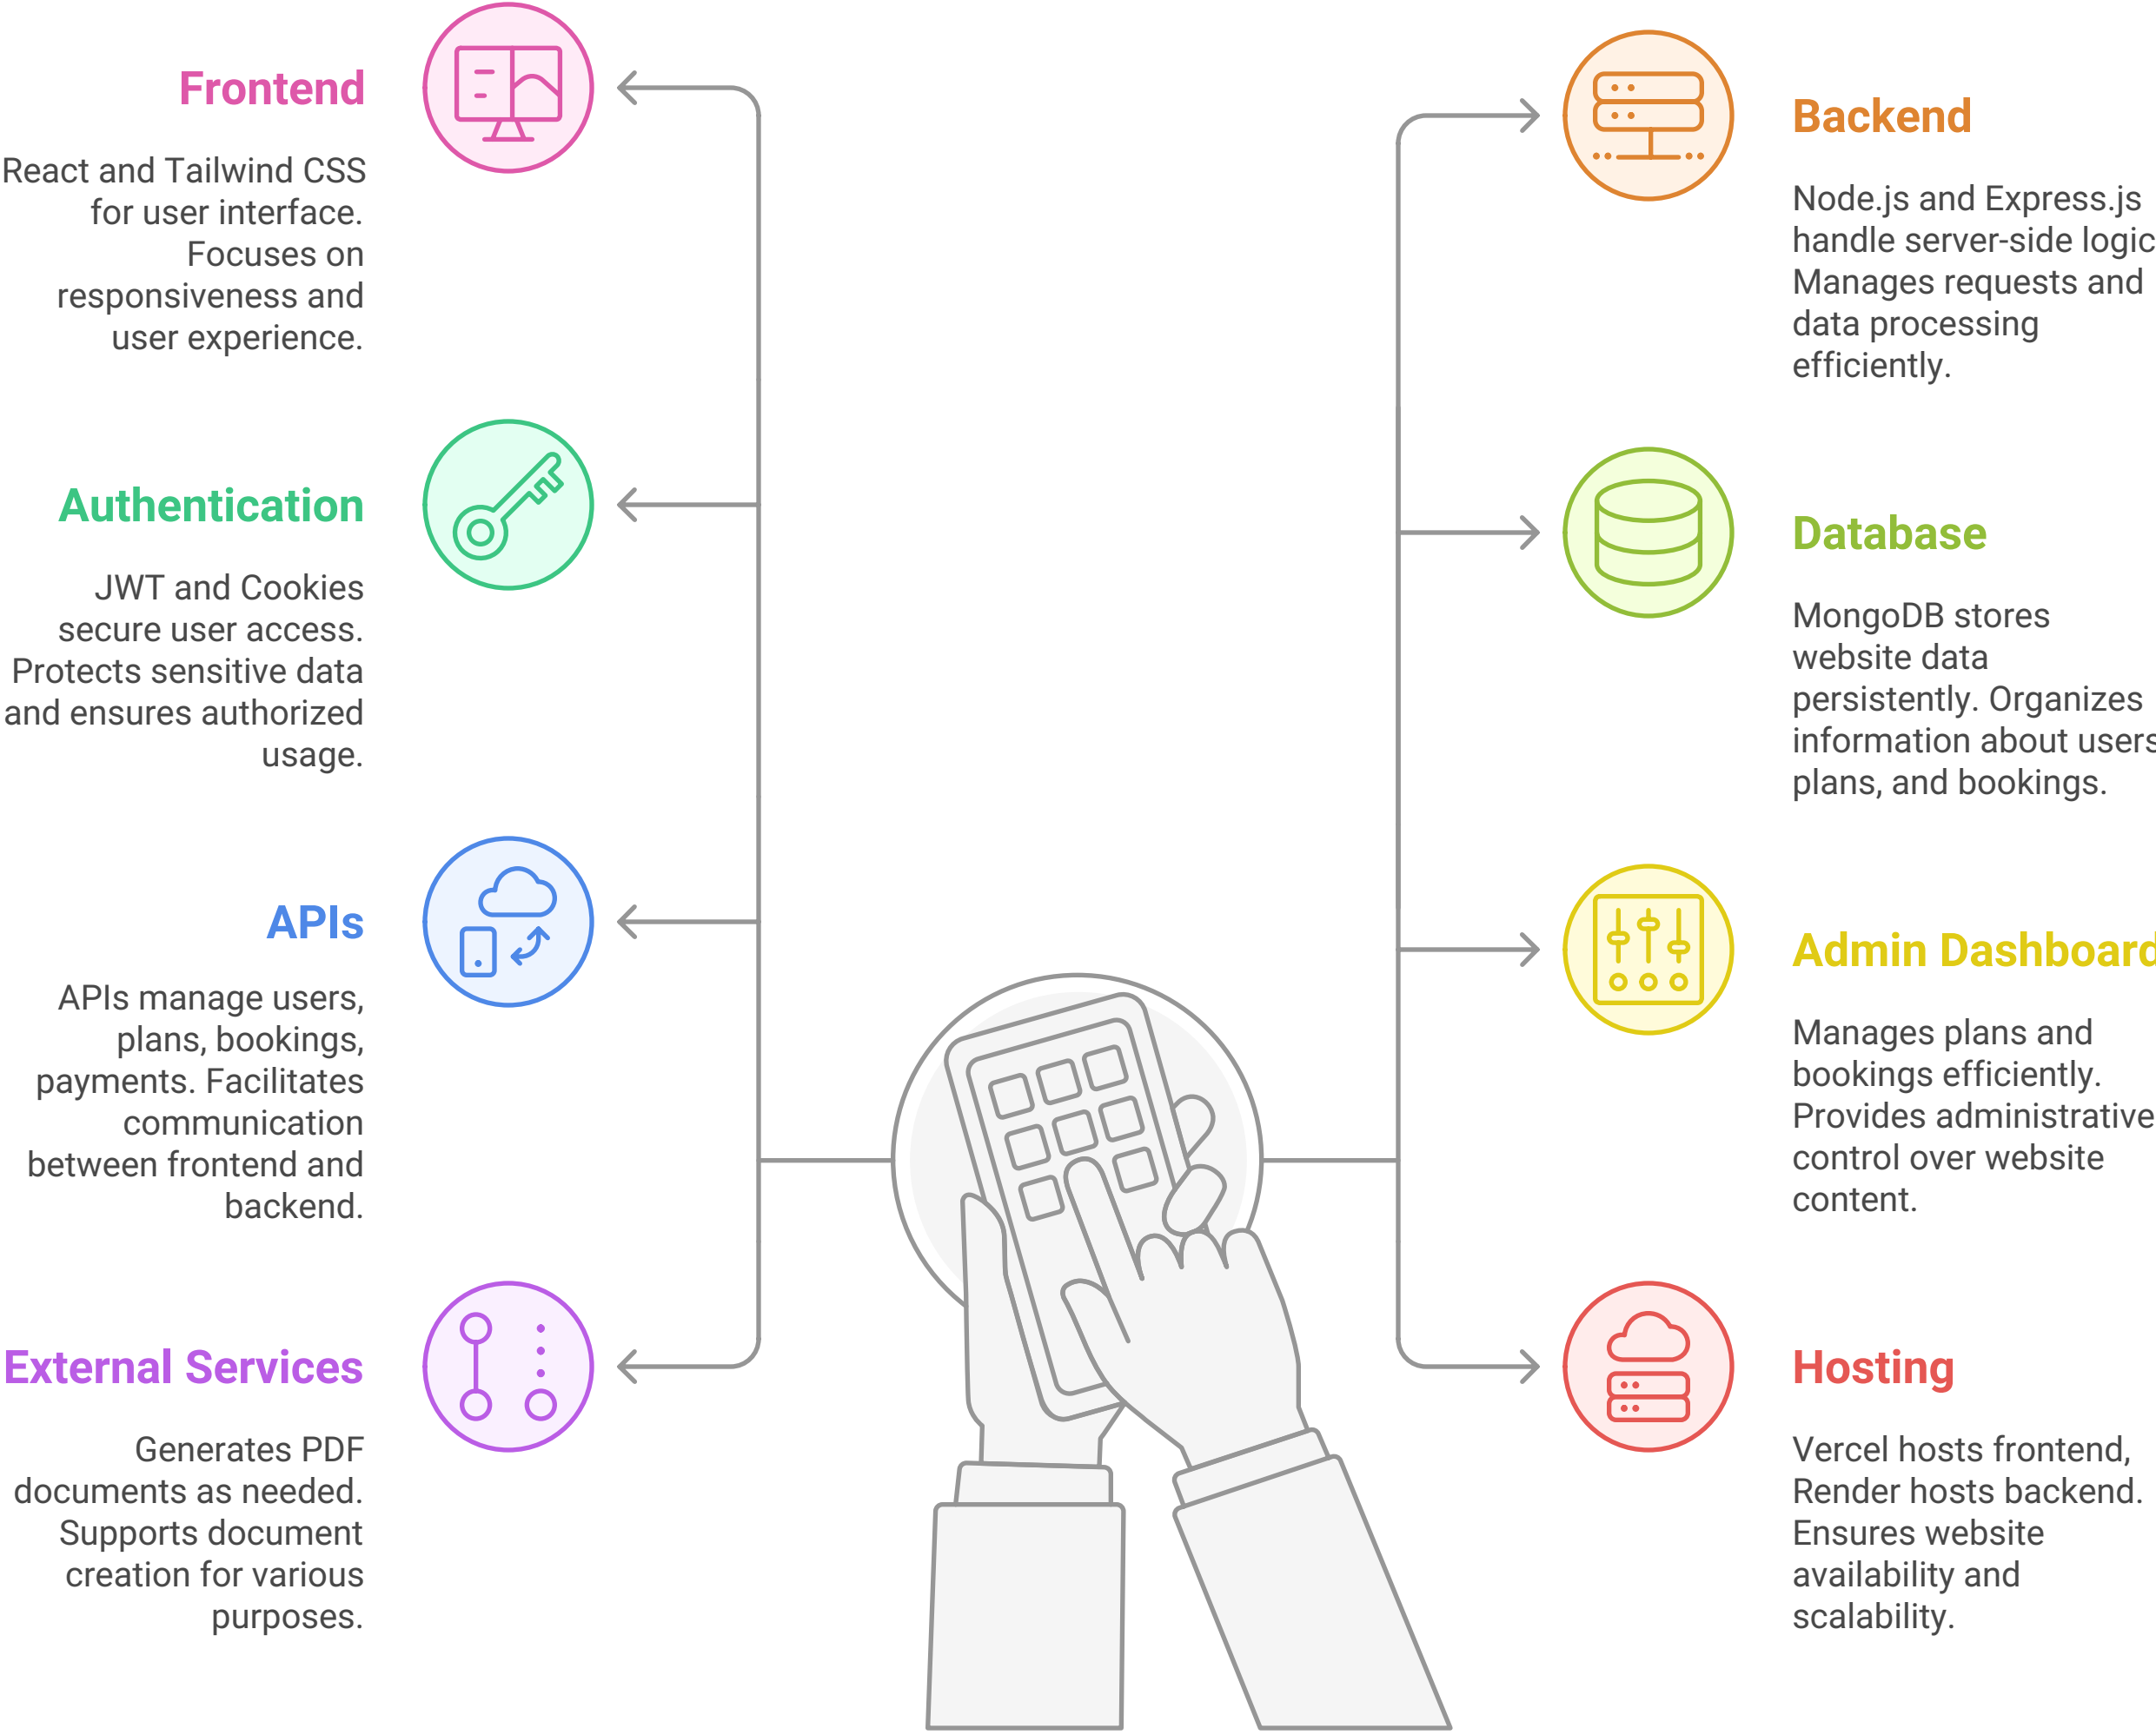 Frontend
React and Tailwind CSS
for user interface.
Focuses on
responsiveness and
user experience.
Authentication
JWT and Cookies
secure user access.
Protects sensitive data
and ensures authorized
usage.
APIs
APIs manage users,
plans, bookings,
payments. Facilitates
communication
between frontend and
backend.
External Services
Generates PDF
documents as needed.
Supports document
creation for various
purposes.
Backend
Node.js and Express.js
handle server-side logic
Manages requests and
data processing
efficiently.
Database
MongoDB stores
website data
persistently. Organizes
information about users
plans, and bookings.
Admin Dashboard
Manages plans and
bookings efficiently.
Provides administrative
control over website
content.
Hosting
Vercel hosts frontend,
Render hosts backend.
Ensures website
availability and
scalability.